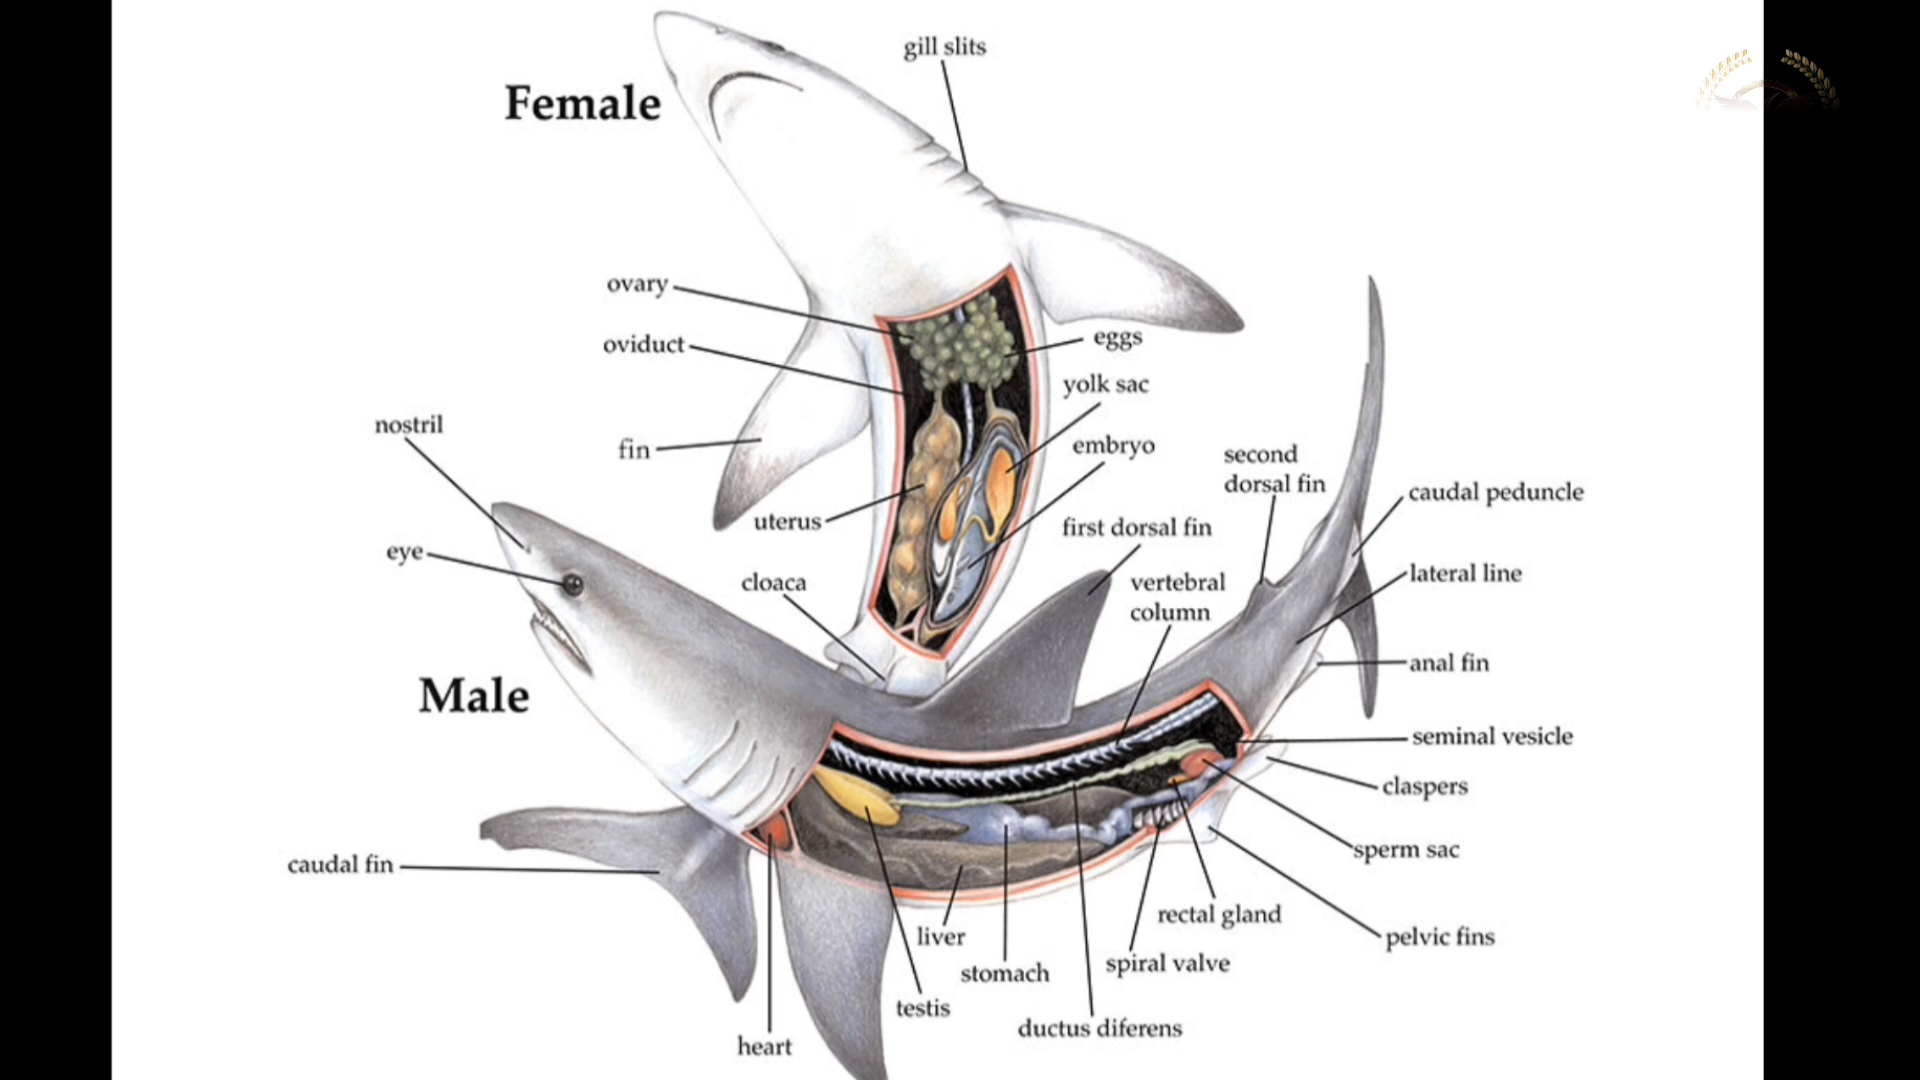 gill slits
Female
ovary
oviduct
eggs
yolk sac
nostril
fin
embryo
second
dorsal fin
caudal peduncle
uterus
first dorsal fin
eye
cloaca
vertebral
column
lateral line
anal fin
Male
seminal vesicle
claspers
sperm sac
caudal fin
rectal gland
liver
pelvic fins
spiral valve
stomach
testis
ductus diferens
heart